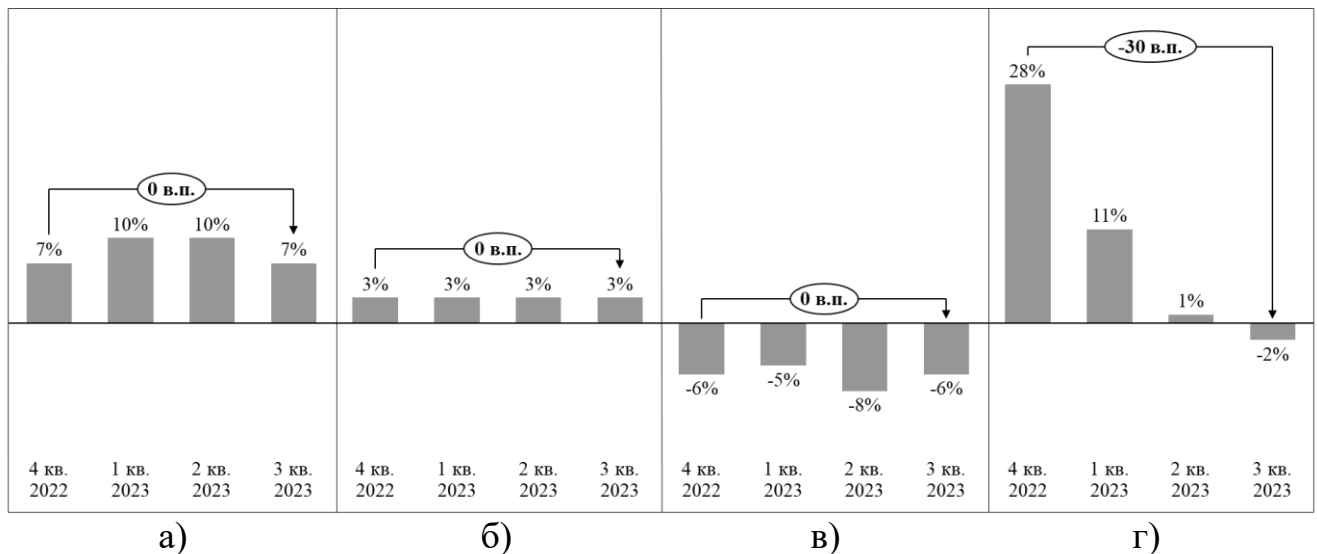 0 в.п.
7%
10%
10%
7%
4 кв.
2022
1 кв.
2023
2 кв.
2023
3 кв.
2023
а)
0 в.п.
3%
3%
3%
3%
4 кв.
2022
1 кв.
2023
2 кв.
2023
3 кв.
2023
б)
0 в.п.
-6%
-5%
-8%
-6%
4 кв.
2022
1 кв.
2023
2 кв.
2023
3 кв.
2023
в)
-30 в.п.
28%
11%
1%
-2%
4 кв.
2022
1 кв.
2023
2 кв.
2023
3 кв.
2023
г)